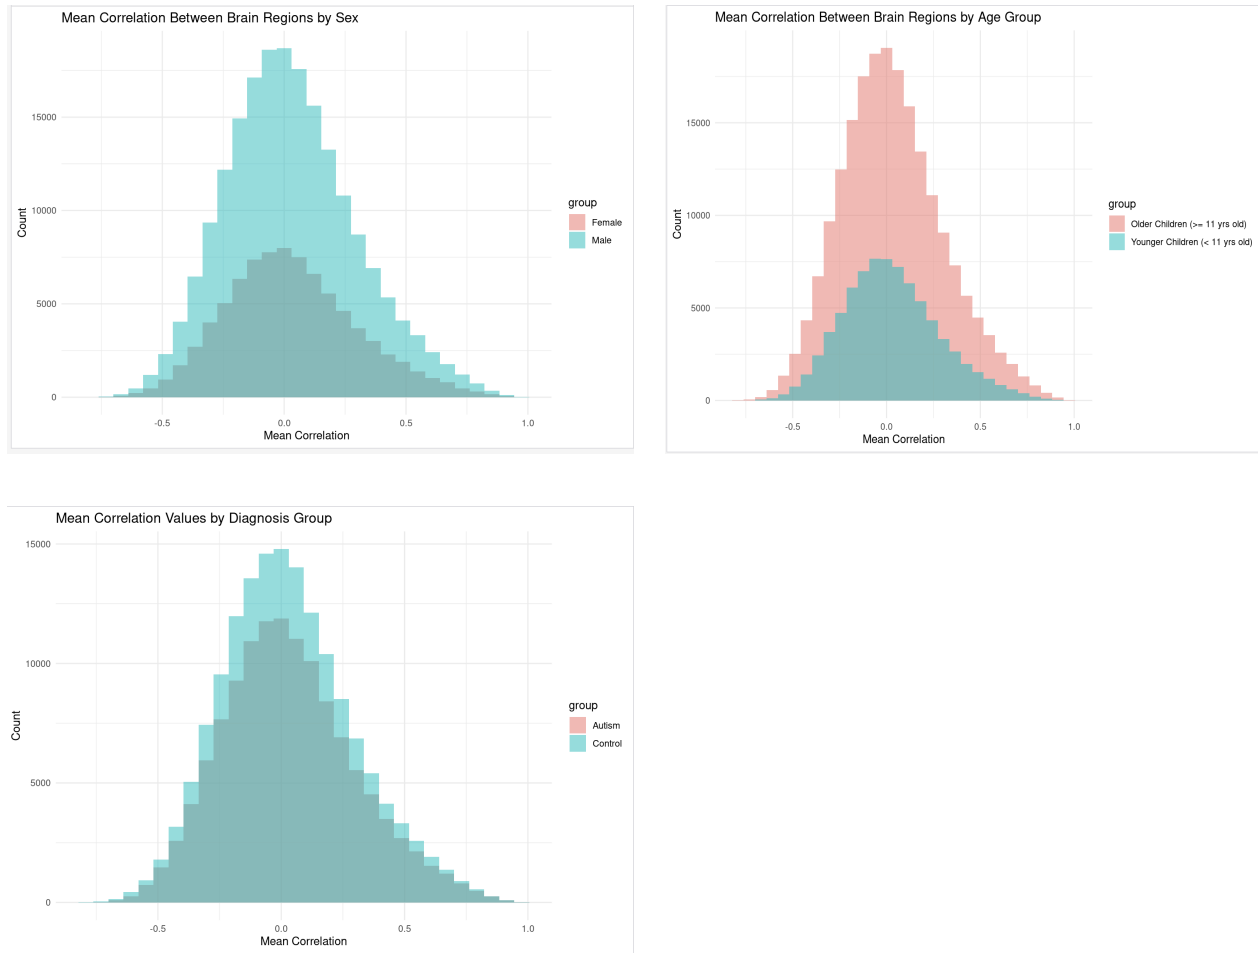 Mean Correlation Between Brain Regions by Sex
15000
10000
5000
0
Count
-0.5
0.0
0.5
1.0
Mean Correlation
group
Female
Male
Mean Correlation Between Brain Regions by Age Group
15000
10000
5000
0
Count
-0.5
0.0
0.5
1.0
Mean Correlation
group
Older Children (>= 11 yrs old)
Younger Children (< 11 yrs old)
Mean Correlation Values by Diagnosis Group
15000
10000
5000
0
Count
-0.5
0.0
0.5
1.0
Mean Correlation
group
Autism
Control